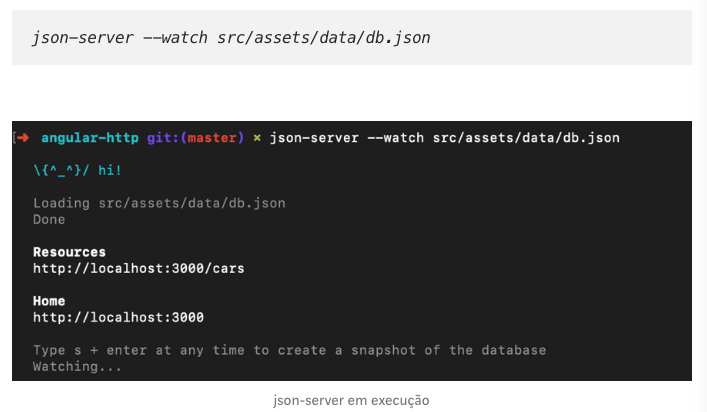 json-server --watch src/assets/data/db.json
[➜ angular-http git:(master) ✗ json-server --watch src/assets/data/db.json
\{^_^}/ hi!
Loading src/assets/data/db.json
Done
Resources
http://localhost:3000/cars
Home
http://localhost:3000
Type s + enter at any time to create a snapshot of the database
Watching...
json-server em execução